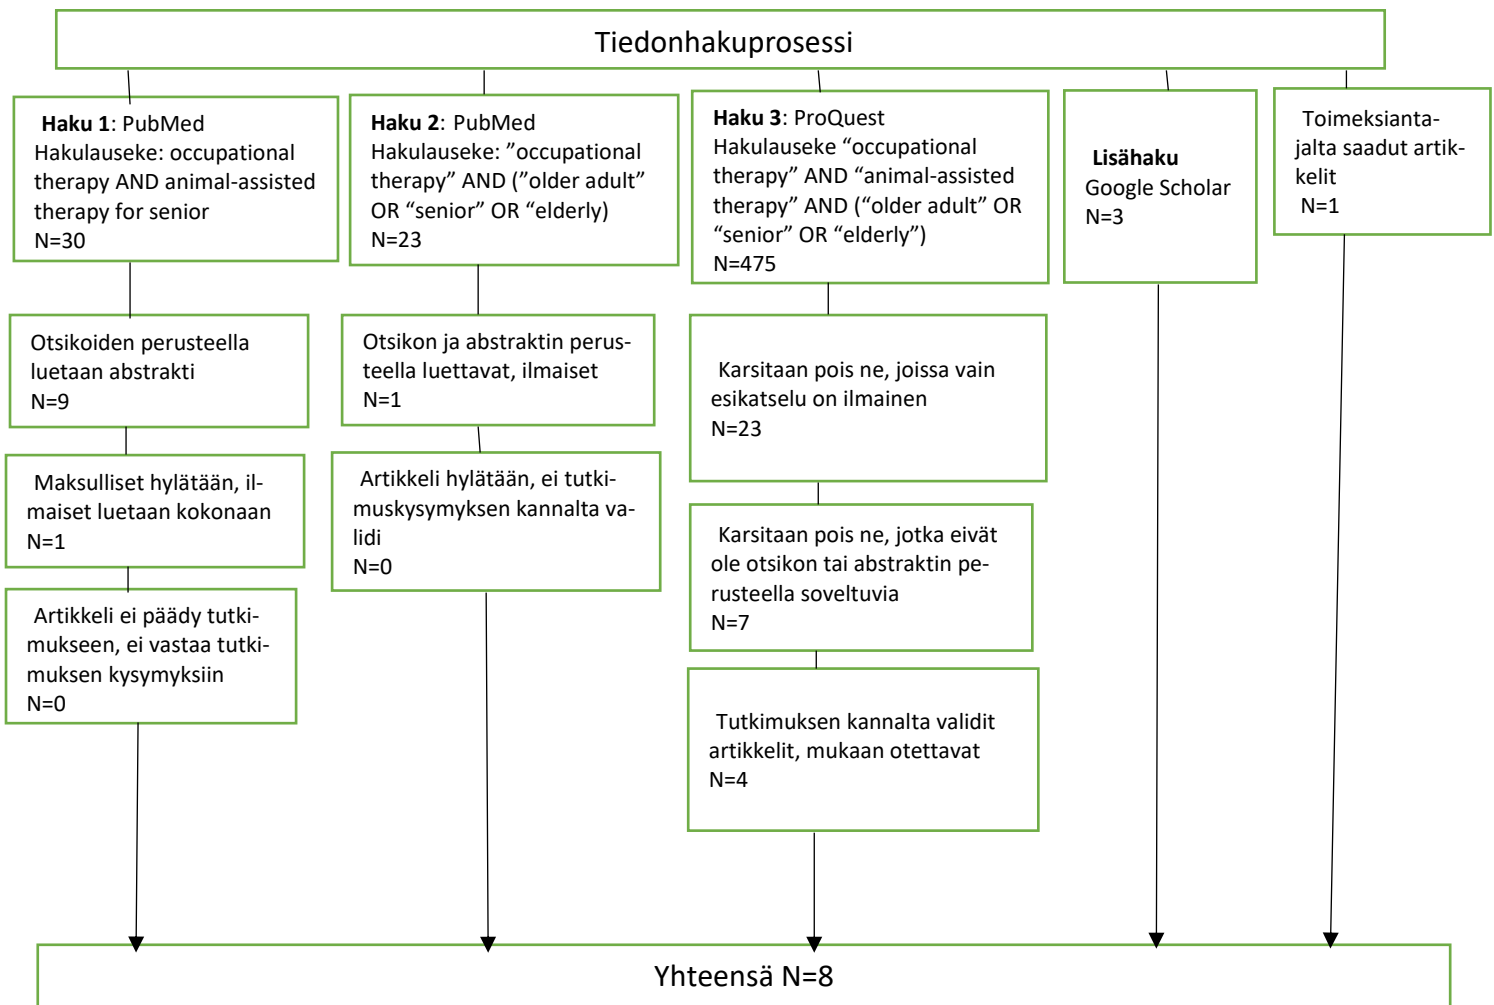 Tiedonhakuprosessi
Haku 1: PubMed
Hakulauseke: occupational
therapy AND animal-assisted
therapy for senior
N=30
Otsikoiden perusteella
luetaan abstrakti
N=9
Maksulliset hylätään, il-
maiset luetaan kokonaan
N=1
Artikkeli ei päädy tutki-
mukseen, ei vastaa tutki-
muksen kysymyksiin
N=0
Haku 2: PubMed
Hakulauseke: ”occupational
therapy” AND (”older adult”
OR “senior” OR “elderly)
N=23
Otsikon ja abstraktin perus-
teella luettavat, ilmaiset
N=1
Artikkeli hylätään, ei tutki-
muskysymyksen kannalta va-
lidi
N=0
Haku 3: ProQuest
Hakulauseke “occupational
therapy” AND “animal-assisted
therapy” AND (“older adult” OR
“senior” OR “elderly”)
N=475
Karsitaan pois ne, joissa vain
esikatselu on ilmainen
N=23
Karsitaan pois ne, jotka eivät
ole otsikon tai abstraktin pe-
rusteella soveltuvia
N=7
Tutkimuksen kannalta validit
artikkelit, mukaan otettavat
N=4
Lisähaku
Google Scholar
N=3
Toimeksianta-
jalta saadut artik-
kelit
N=1
Yhteensä N=8